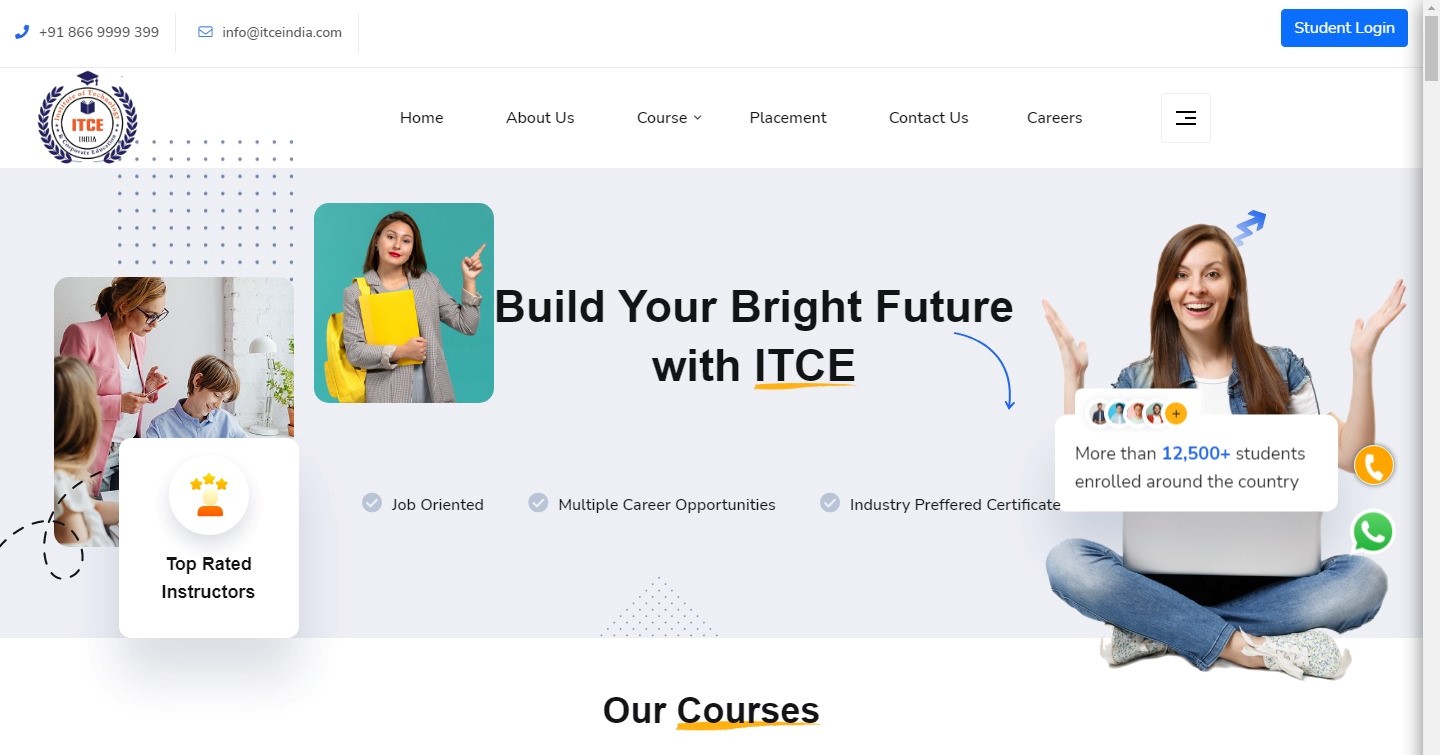 +91 866 9999 399
info@itceindia.com
Student Login
Institute of Technology
ITCE
INDIA
& Corporate Education
Home
About Us
Course
Placement
Contact Us
Careers
Build Your Bright Future
with ITCE
More than 12,500+ students
enrolled around the country
Job Oriented
Multiple Career Opportunities
Industry Preffered Certificate
Top Rated
Instructors
Our Courses